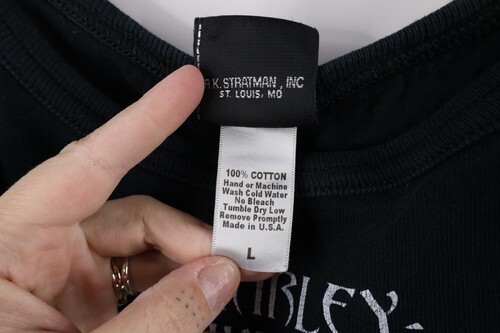 R.K. STRATMAN, INC
ST. LOUIS, MO
100% COTTON
Hand or Machine
Wash Cold Water
No Bleach
Tumble Dry Low
Remove Promptly
Made in U.S.A.
L